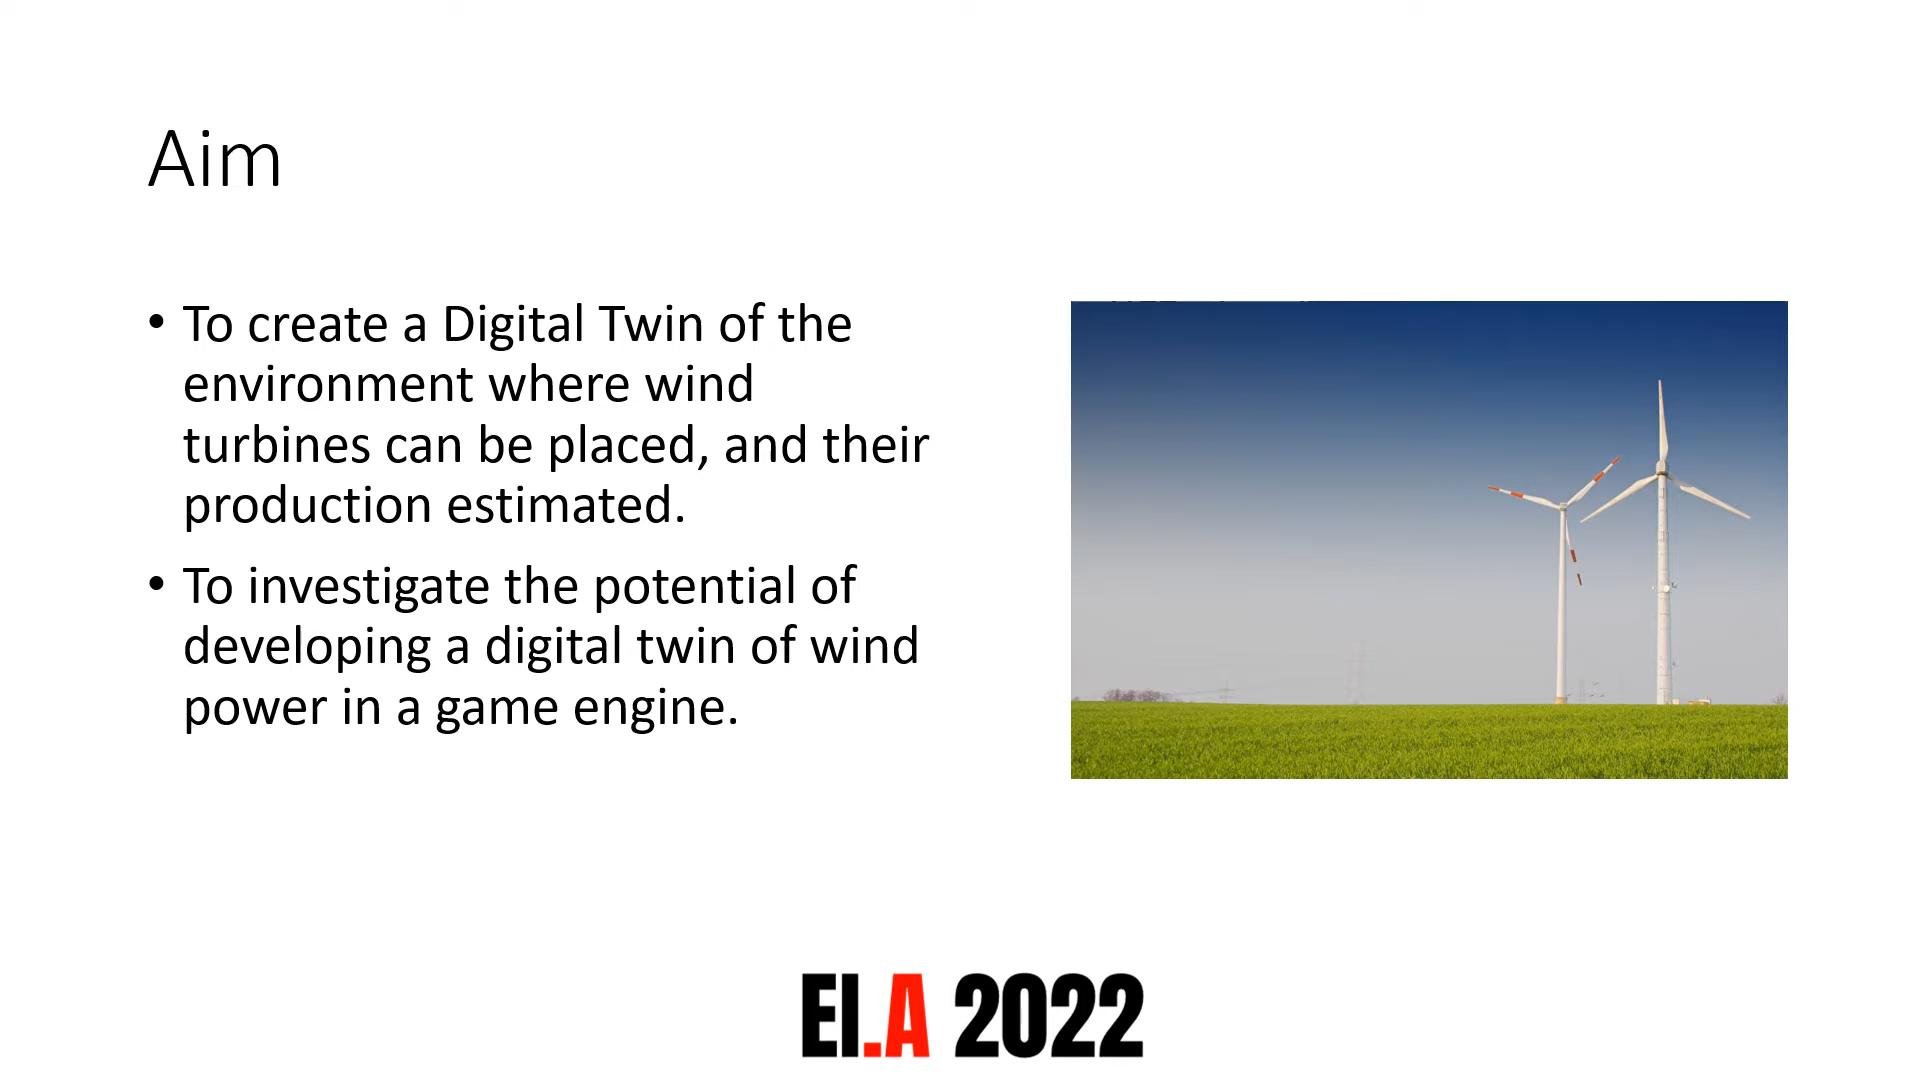 Aim
• To create a Digital Twin of the
environment where wind
turbines can be placed, and their
production estimated.
• To investigate the potential of
developing a digital twin of wind
power in a game engine.
EI.A 2022